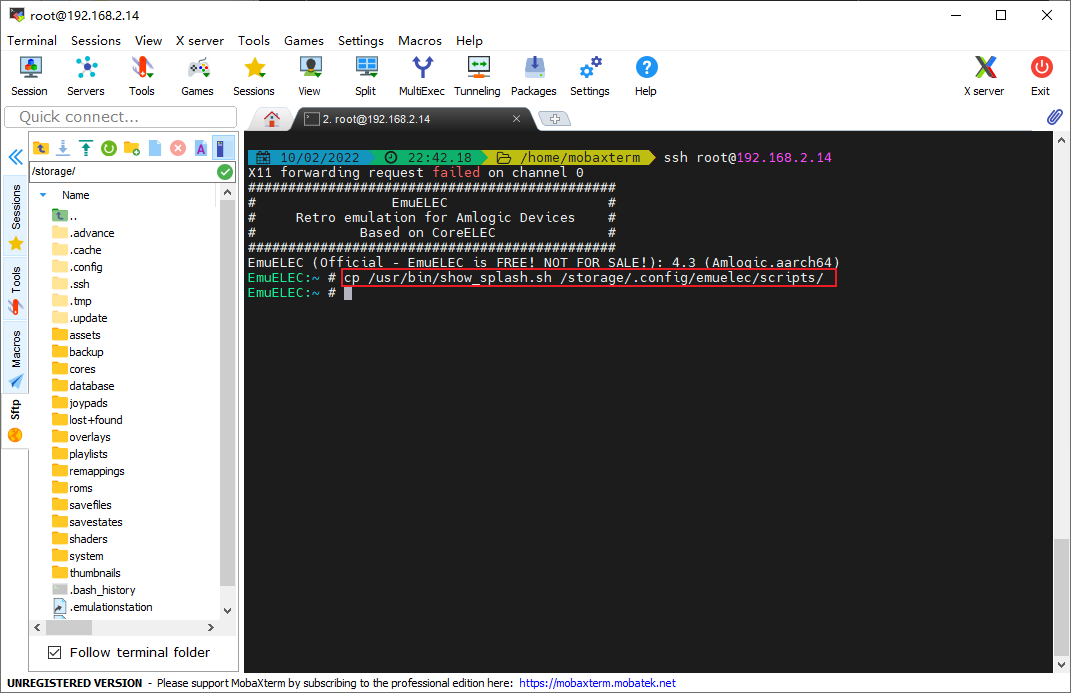 root@192.168.2.14
Terminal Sessions View X server Tools Games Settings Macros Help
Session Servers Tools Games Sessions View Split MultiExec Tunneling Packages Settings Help X server Exit
Quick connect...
2. root@192.168.2.14
/storage/
Name
..
.advance
.cache
.config
.ssh
.tmp
.update
assets
backup
cores
database
joypads
lost+found
overlays
playlists
remappings
roms
savefiles
savestates
shaders
system
thumbnails
.bash_history
.emulationstation
Follow terminal folder
Sessions
Tools
Macros
Sftp
10/02/2022 22:42.18 /home/mobaxterm ssh root@192.168.2.14
X11 forwarding request failed on channel 0
##############################################
# EmuELEC #
# Retro emulation for Amlogic Devices #
# Based on CoreELEC #
##############################################
EmuELEC (Official - EmuELEC is FREE! NOT FOR SALE!): 4.3 (Amlogic.aarch64)
EmuELEC:~ # cp /usr/bin/show_splash.sh /storage/.config/emuelec/scripts/
EmuELEC:~ #
UNREGISTERED VERSION - Please support MobaXterm by subscribing to the professional edition here: https://mobaxterm.mobatek.net